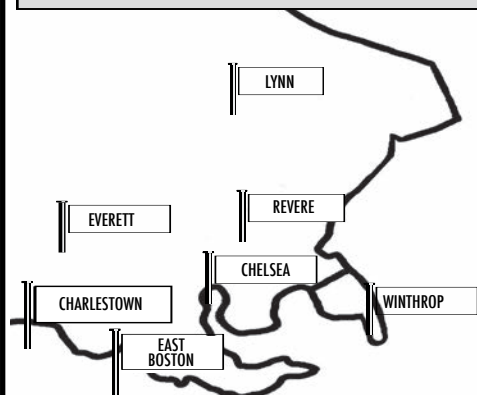 LYNN
REVERE
EVERETT
CHELSEA
CHARLESTOWN
WINTHROP
EAST
BOSTON